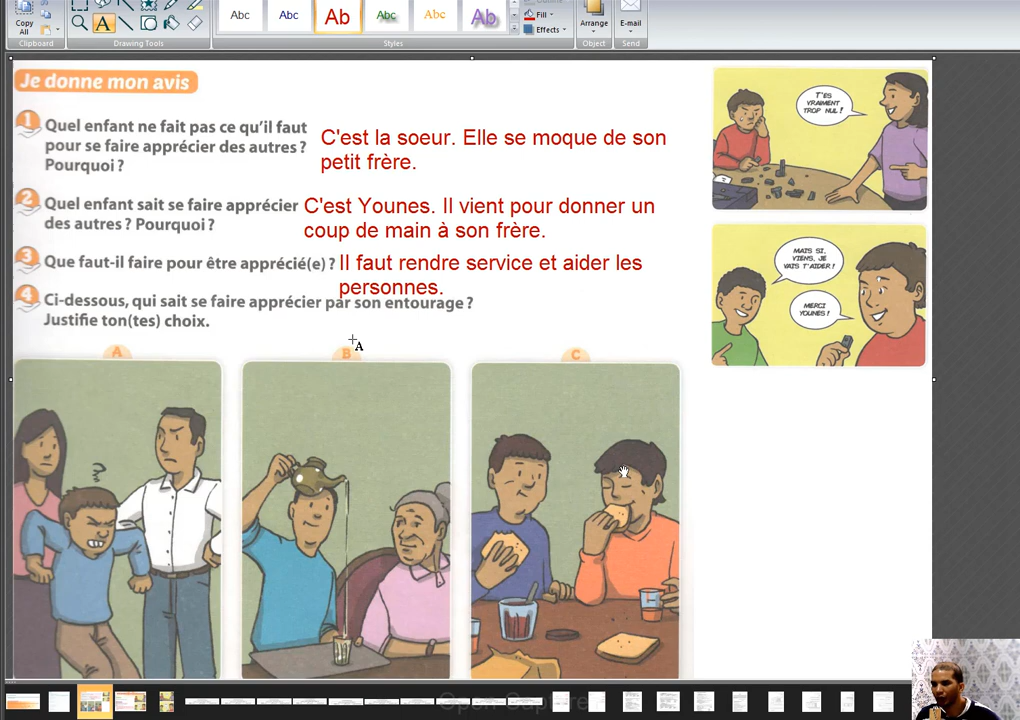 Copy
All
Clipboard
Drawing Tools
Abc
Abc
Ab
Abc
Abc
Ab
Fill
Effects
Styles
Arrange
Object
E-mail
Send
Je donne mon avis
1 Quel enfant ne fait pas ce qu'il faut
pour se faire apprécier des autres ?
Pourquoi ?
C'est la soeur. Elle se moque de son
petit frère.
2 Quel enfant sait se faire apprécier
des autres ? Pourquoi ?
C'est Younes. Il vient pour donner un
coup de main à son frère.
3 Que faut-il faire pour être apprécié(e) ?
Il faut rendre service et aider les
personnes.
4 Ci-dessous, qui sait se faire apprécier par son entourage ?
Justifie ton(tes) choix.
T'ES
VRAIMENT
TROP NUL !
MAIS SI,
VIENS, JE
VAIS T'AIDER !
MERCI
YOUNES !
A
B
C
A